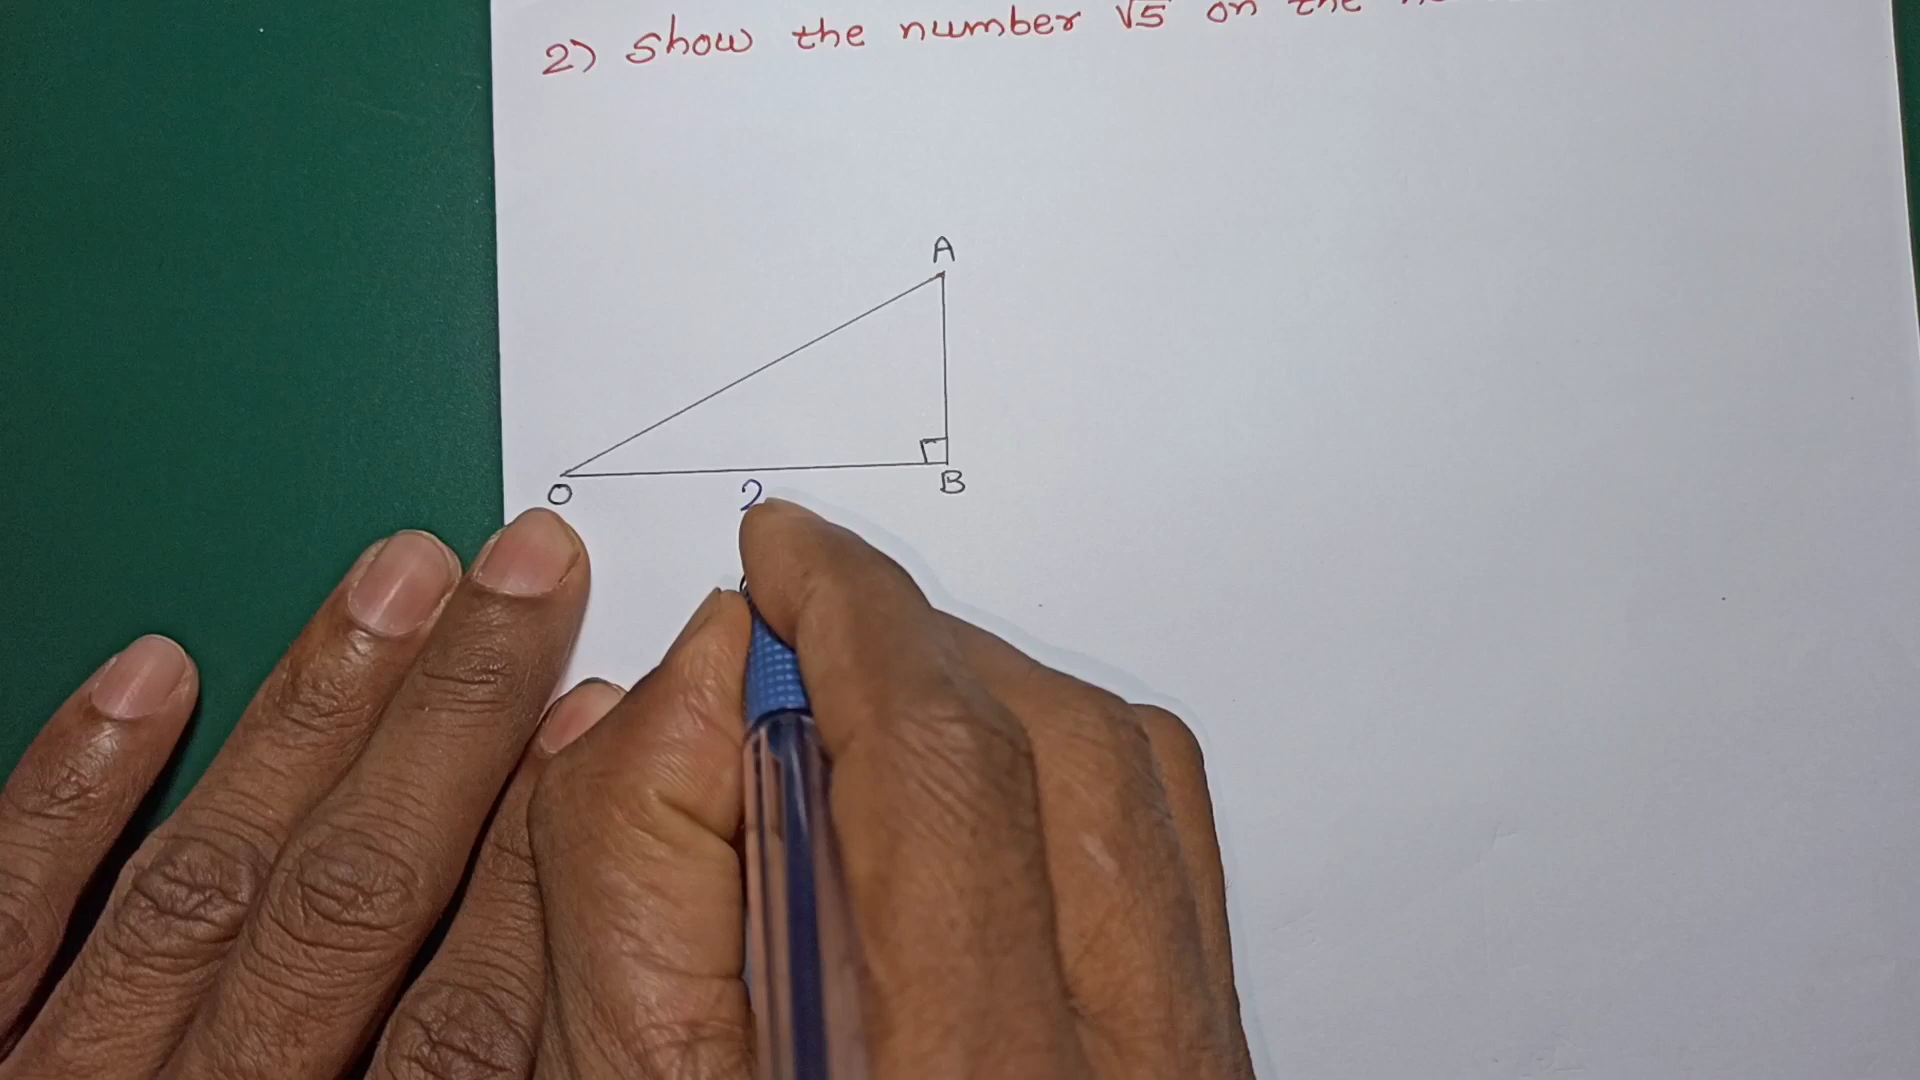 2) Show the number √5 on the
A
O
2
B